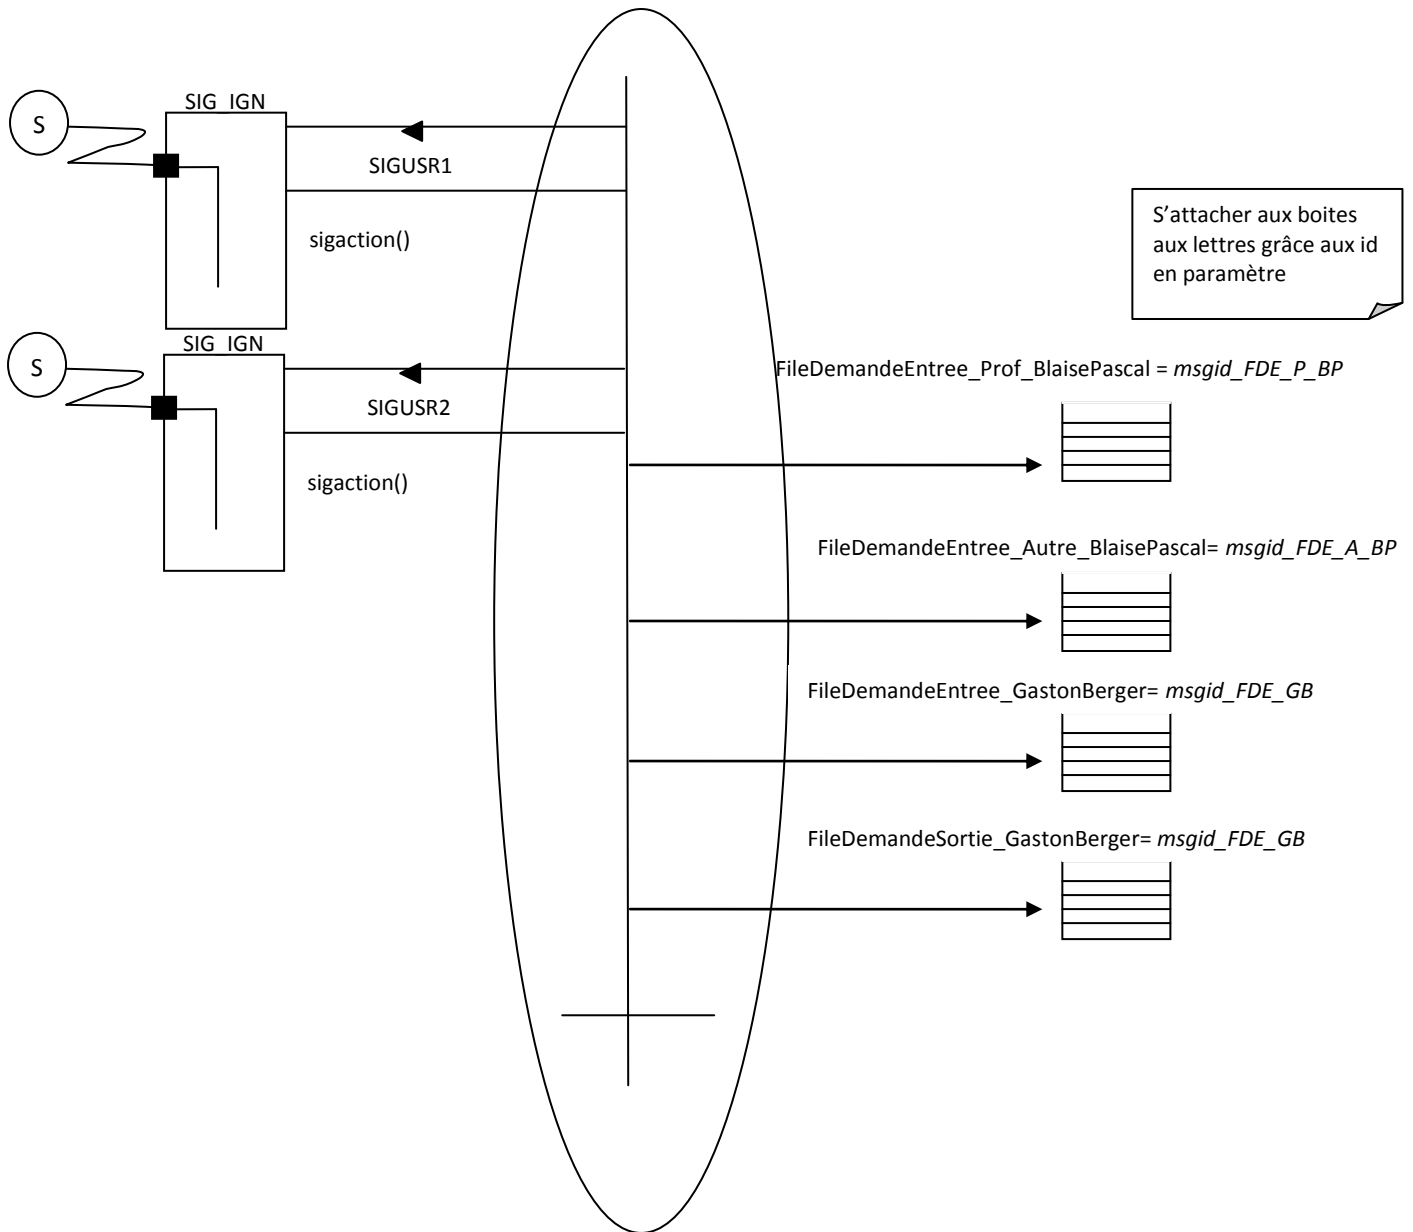 SIG_IGN
S
SIGUSR1
sigaction()
S'attacher aux boites
aux lettres grâce aux id
en paramètre
SIG_IGN
S
SIGUSR2
sigaction()
FileDemandeEntree_Prof_BlaisePascal = msgid_FDE_P_BP
FileDemandeEntree_Autre_BlaisePascal= msgid_FDE_A_BP
FileDemandeEntree_GastonBerger= msgid_FDE_GB
FileDemandeSortie_GastonBerger= msgid_FDE_GB